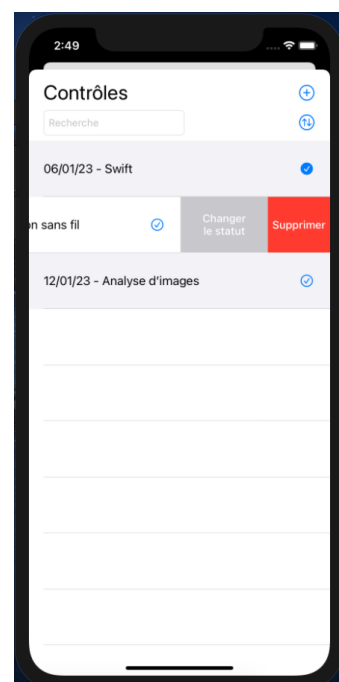 2:49
Contrôles
Recherche
06/01/23 - Swift
sans fil
Changer
le statut
Supprimer
12/01/23 - Analyse d'images